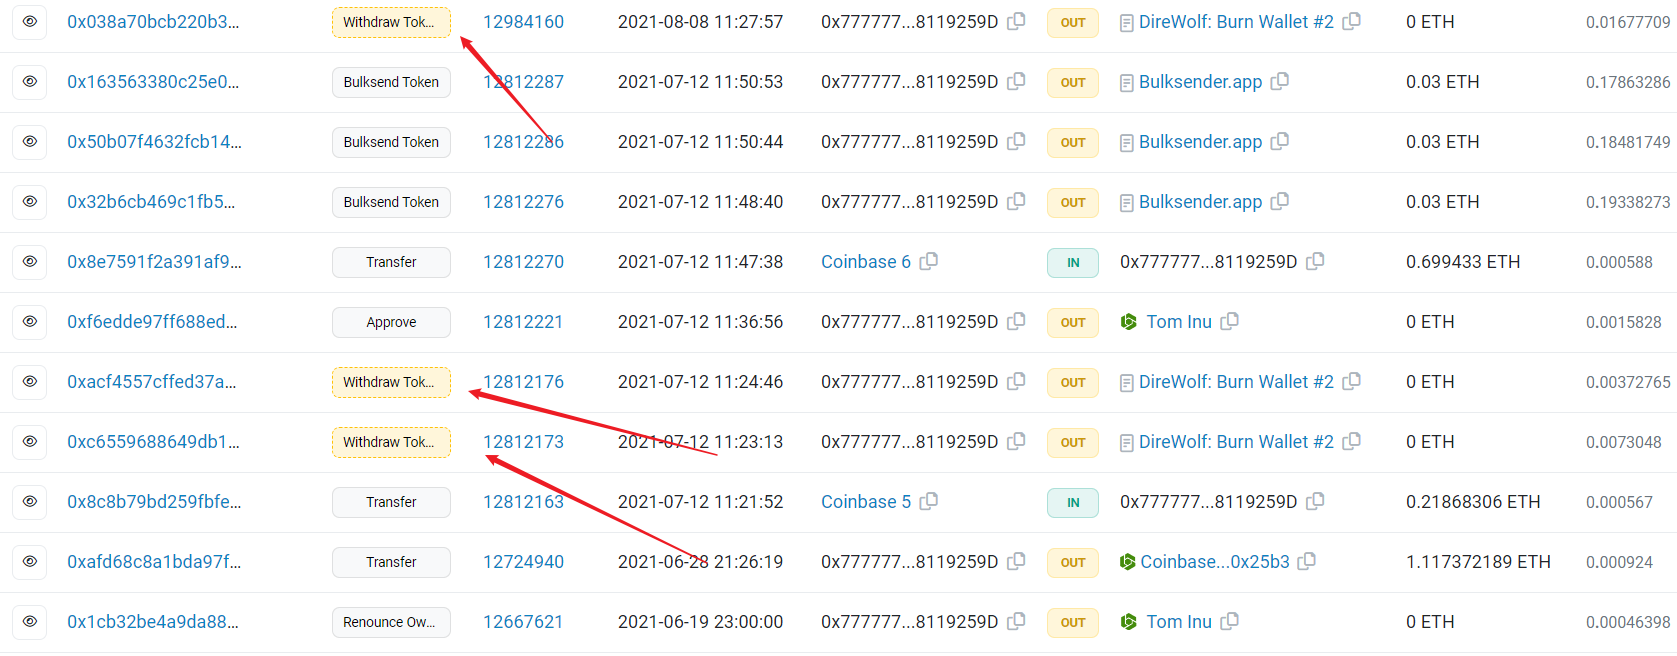 0x038a70bcb220b3... Withdraw Tok... 12984160 2021-08-08 11:27:57 0x777777...8119259D OUT DireWolf: Burn Wallet #2 0 ETH 0.01677709
0x163563380c25e0... Bulksend Token 12812287 2021-07-12 11:50:53 0x777777...8119259D OUT Bulksender.app 0.03 ETH 0.17863286
0x50b07f4632fcb14... Bulksend Token 12812286 2021-07-12 11:50:44 0x777777...8119259D OUT Bulksender.app 0.03 ETH 0.18481749
0x32b6cb469c1fb5... Bulksend Token 12812276 2021-07-12 11:48:40 0x777777...8119259D OUT Bulksender.app 0.03 ETH 0.19338273
0x8e7591f2a391af9... Transfer 12812270 2021-07-12 11:47:38 Coinbase 6 IN 0x777777...8119259D 0.699433 ETH 0.000588
0xf6edde97ff688ed... Approve 12812221 2021-07-12 11:36:56 0x777777...8119259D OUT Tom Inu 0 ETH 0.0015828
0xacf4557cffed37a... Withdraw Tok... 12812176 2021-07-12 11:24:46 0x777777...8119259D OUT DireWolf: Burn Wallet #2 0 ETH 0.00372765
0xc6559688649db1... Withdraw Tok... 12812173 2021-07-12 11:23:13 0x777777...8119259D OUT DireWolf: Burn Wallet #2 0 ETH 0.0073048
0x8c8b79bd259fbfe... Transfer 12812163 2021-07-12 11:21:52 Coinbase 5 IN 0x777777...8119259D 0.21868306 ETH 0.000567
0xafd68c8a1bda97f... Transfer 12724940 2021-06-28 21:26:19 0x777777...8119259D OUT Coinbase...0x25b3 1.117372189 ETH 0.000924
0x1cb32be4a9da88... Renounce Ow... 12667621 2021-06-19 23:00:00 0x777777...8119259D OUT Tom Inu 0 ETH 0.00046398